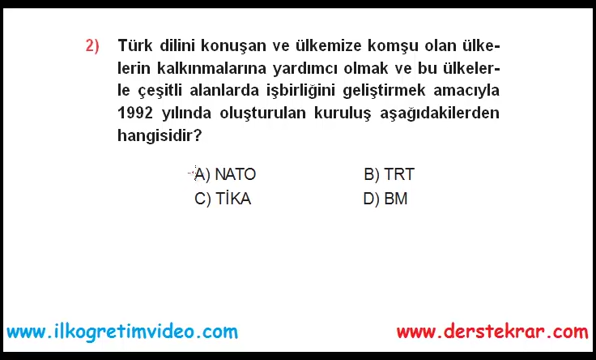 2) Türk dilini konuşan ve ülkemize komşu olan ülke-
lerin kalkınmalarına yardımcı olmak ve bu ülkeler-
le çeşitli alanlarda işbirliğini geliştirmek amacıyla
1992 yılında oluşturulan kuruluş aşağıdakilerden
hangisidir?
A) NATO B) TRT
C) TİKA D) BM
www.ilkogretimvideo.com www.derstekrar.com